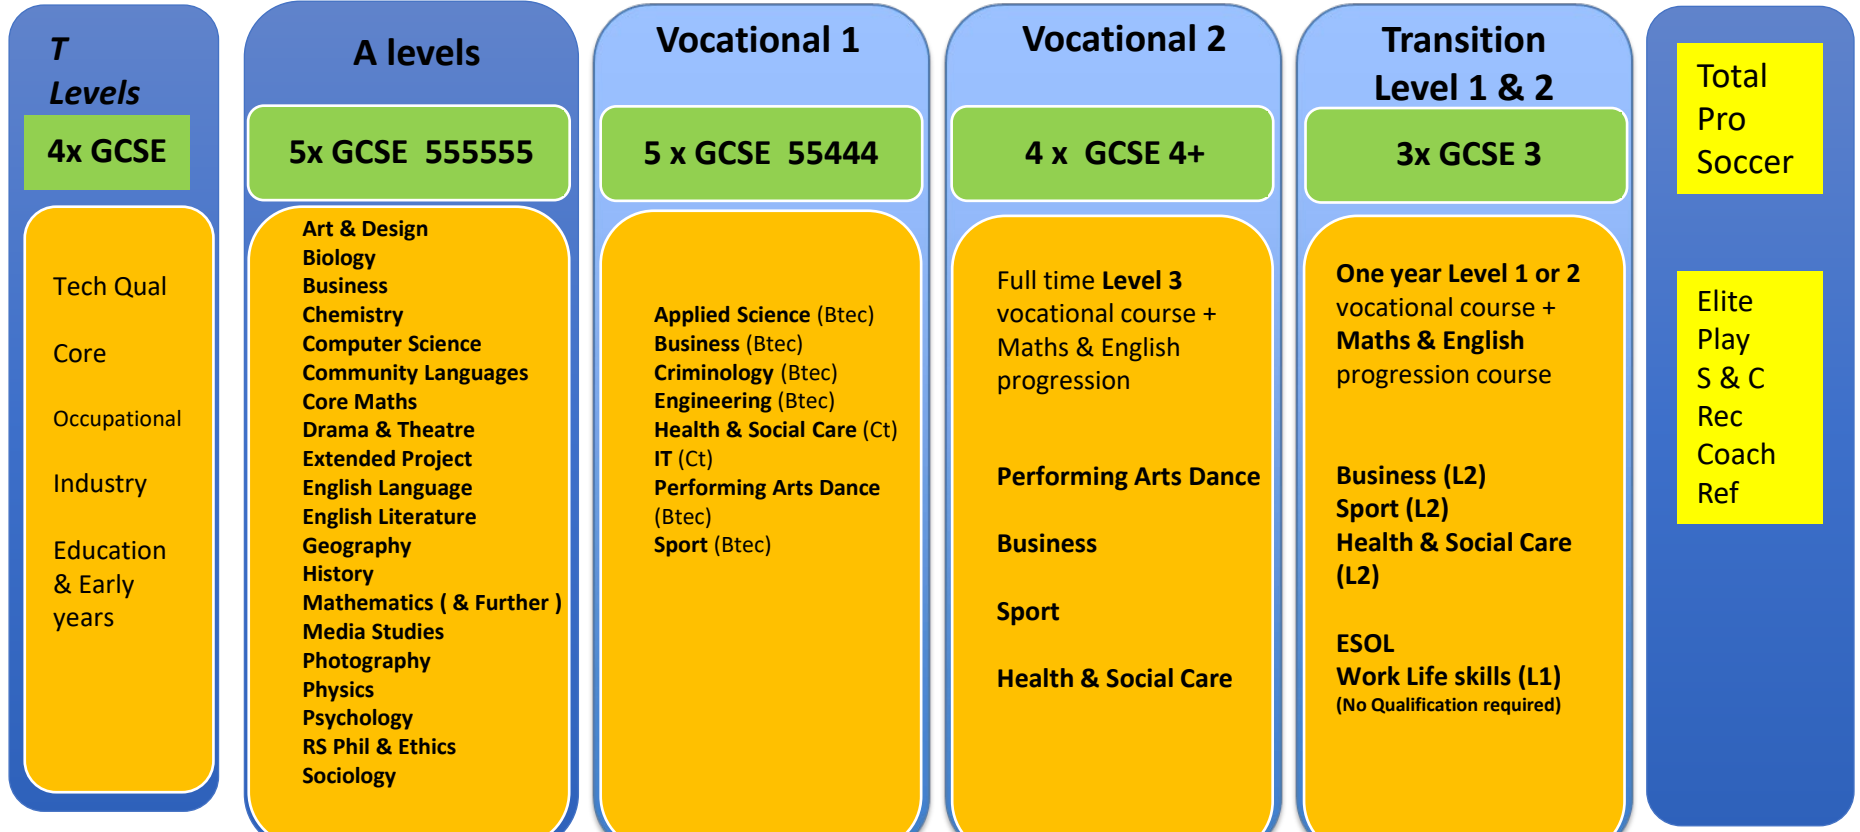 T
Levels
4x GCSE
Tech Qual
Core
Occupational
Industry
Education
& Early
years
A levels
5x GCSE  555555
Art & Design
Biology
Business
Chemistry
Computer Science
Community Languages
Core Maths
Drama & Theatre
Extended Project
English Language
English Literature
Geography
History
Mathematics ( & Further )
Media Studies
Photography
Physics
Psychology
RS Phil & Ethics
Sociology
Vocational 1
5 x GCSE  55444
Applied Science (Btec)
Business (Btec)
Criminology (Btec)
Engineering (Btec)
Health & Social Care (Ct)
IT (Ct)
Performing Arts Dance
(Btec)
Sport (Btec)
Vocational 2
4 x  GCSE 4+
Full time Level 3
vocational course +
Maths & English
progression
Performing Arts Dance
Business
Sport
Health & Social Care
Transition
Level 1 & 2
3x GCSE 3
One year Level 1 or 2
vocational course +
Maths & English
progression course
Business (L2)
Sport (L2)
Health & Social Care
(L2)
ESOL
Work Life skills (L1)
(No Qualification required)
Total
Pro
Soccer
Elite
Play
S & C
Rec
Coach
Ref